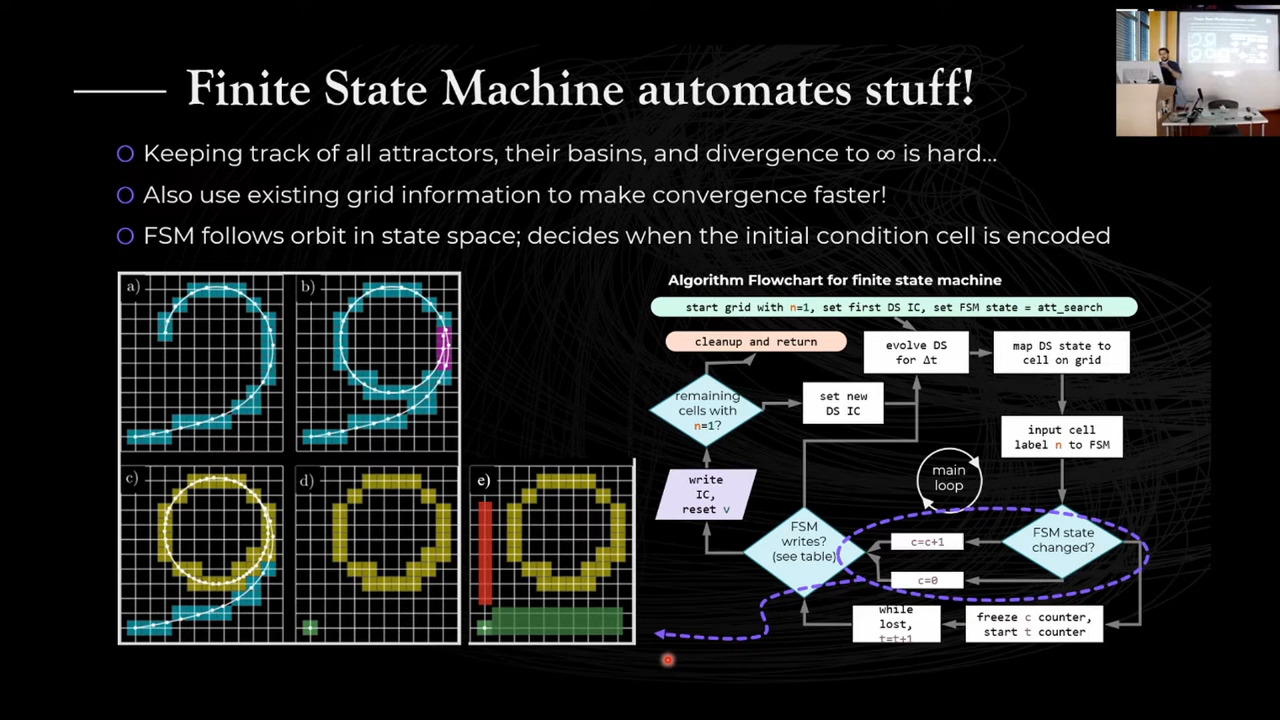 Finite State Machine automates stuff!
Keeping track of all attractors, their basins, and divergence to ∞ is hard...
Also use existing grid information to make convergence faster!
FSM follows orbit in state space; decides when the initial condition cell is encoded
a)
b)
c)
d)
e)
Algorithm Flowchart for finite state machine
start grid with n=1, set first DS IC, set FSM state = att_search
cleanup and return
evolve DS
for Δt
map DS state to
cell on grid
remaining
cells with
n=1?
set new
DS IC
input cell
label n to FSM
main
loop
write
IC,
reset v
FSM
writes?
(see table)
c=c+1
c=0
FSM state
changed?
while
lost,
t=t+1
freeze c counter,
start t counter